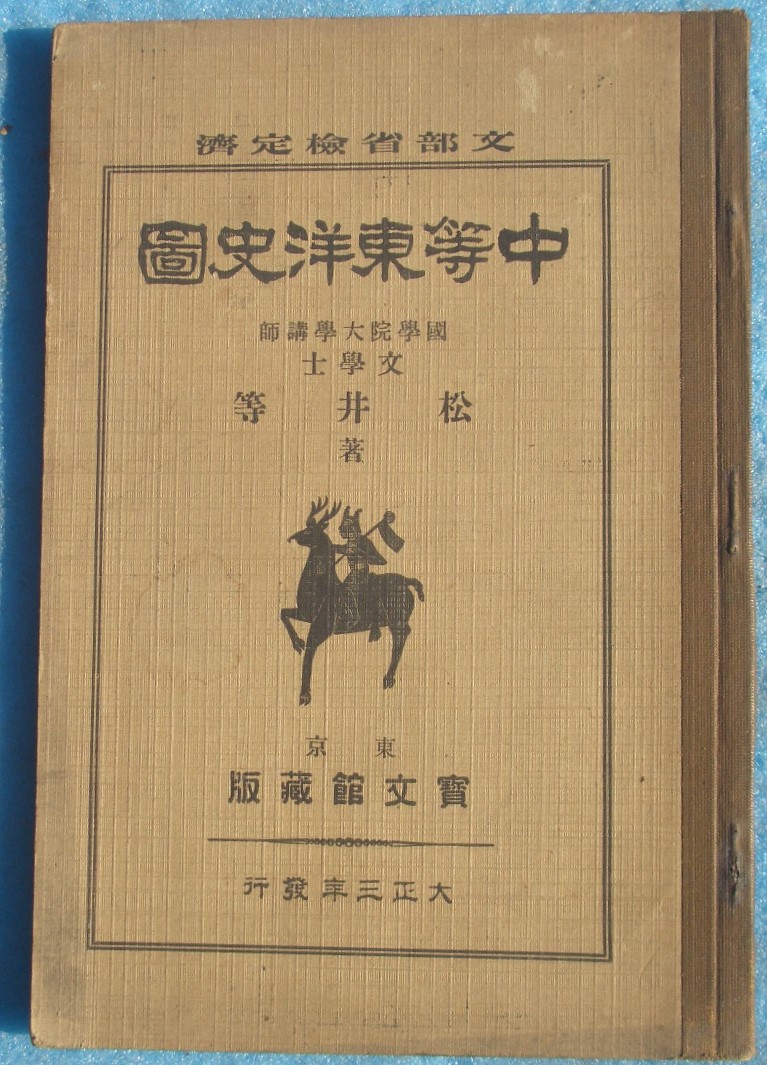 文部省檢定濟
中等東洋史圖
國學院大學講師
文學士
松井等
著
東京
寶文館藏版
大正三年發行